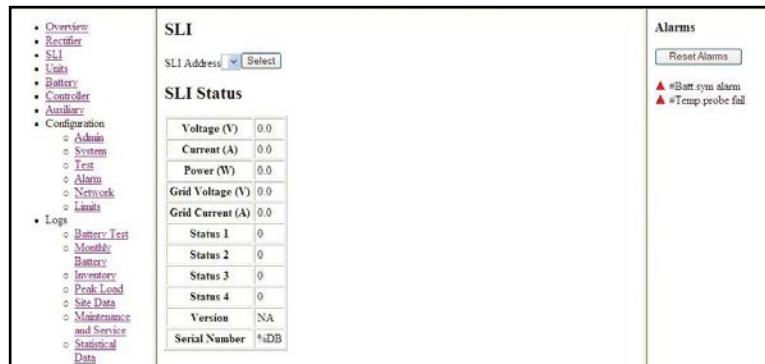 Overview
Rectifier
SLI
Units
Battery
Controller
Auxiliary
Configuration
Admin
System
Test
Alarm
Network
Limits
Logs
Battery Test
Monthly
Battery
Inventory
Peak Load
Site Data
Maintenance
and Service
Statistical
Data
SLI
SLI Address Select
SLI Status
Voltage (V) 0.0
Current (A) 0.0
Power (W) 0.0
Grid Voltage (V) 0.0
Grid Current (A) 0.0
Status 1 0
Status 2 0
Status 3 0
Status 4 0
Version NA
Serial Number %DB
Alarms
Reset Alarms
#Batt.sym alarm
#Temp.probe fail